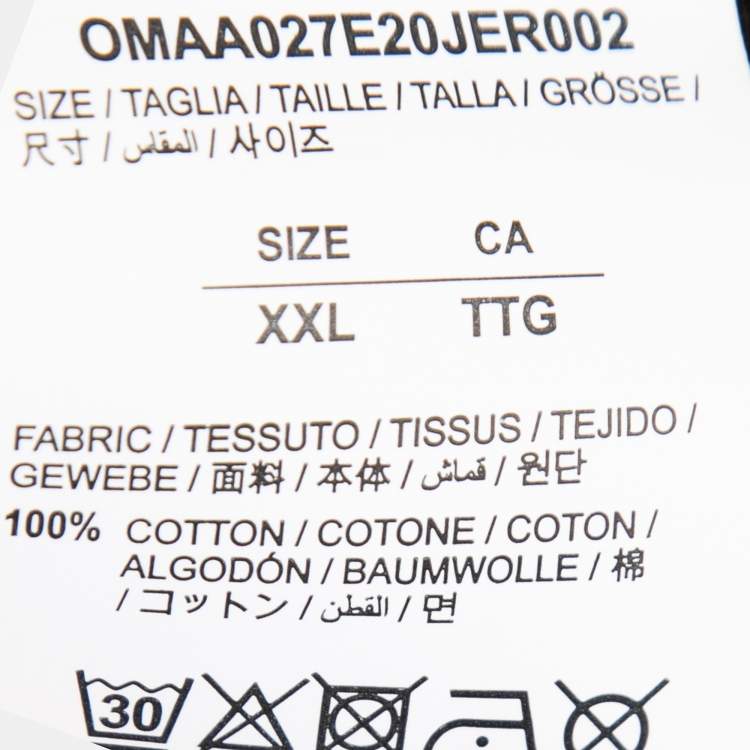 OMAA027E20JER002
SIZE / TAGLIA / TAILLE / TALLA / GRÖSSE /
尺寸 / المقاس / 사이즈
SIZE CA
XXL TTG
FABRIC / TESSUTO / TISSUS / TEJIDO /
GEWEBE / 面料 / 本体 / قماش / 원단
100% COTTON / COTONE / COTON /
ALGODÓN / BAUMWOLLE / 棉
/ コットン / القطن / 면
30